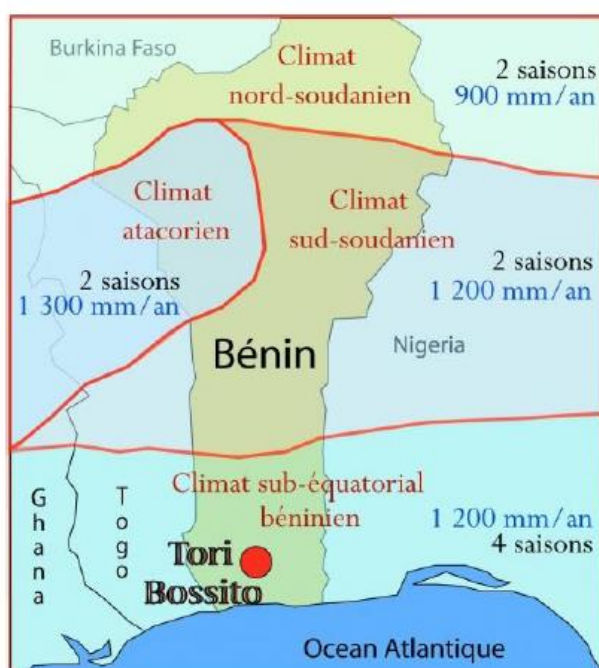 Burkina Faso
Climat
nord-soudanien
2 saisons
900 mm/an
Climat
atacorien
2 saisons
1 300 mm/an
Climat
sud-soudanien
2 saisons
1 200 mm/an
Bénin
Nigeria
Ghana
Togo
Climat sub-équatorial
béninien
1 200 mm/an
4 saisons
Tori
Bossito
Ocean Atlantique